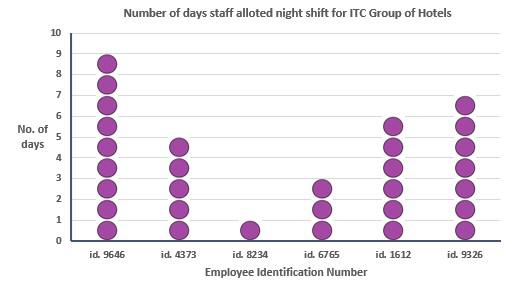 Number of days staff alloted night shift for ITC Group of Hotels
10
9
8
7
6
5
4
3
2
1
0
No. of
days
id. 9646 id. 4373 id. 8234 id. 6765 id. 1612 id. 9326
Employee Identification Number